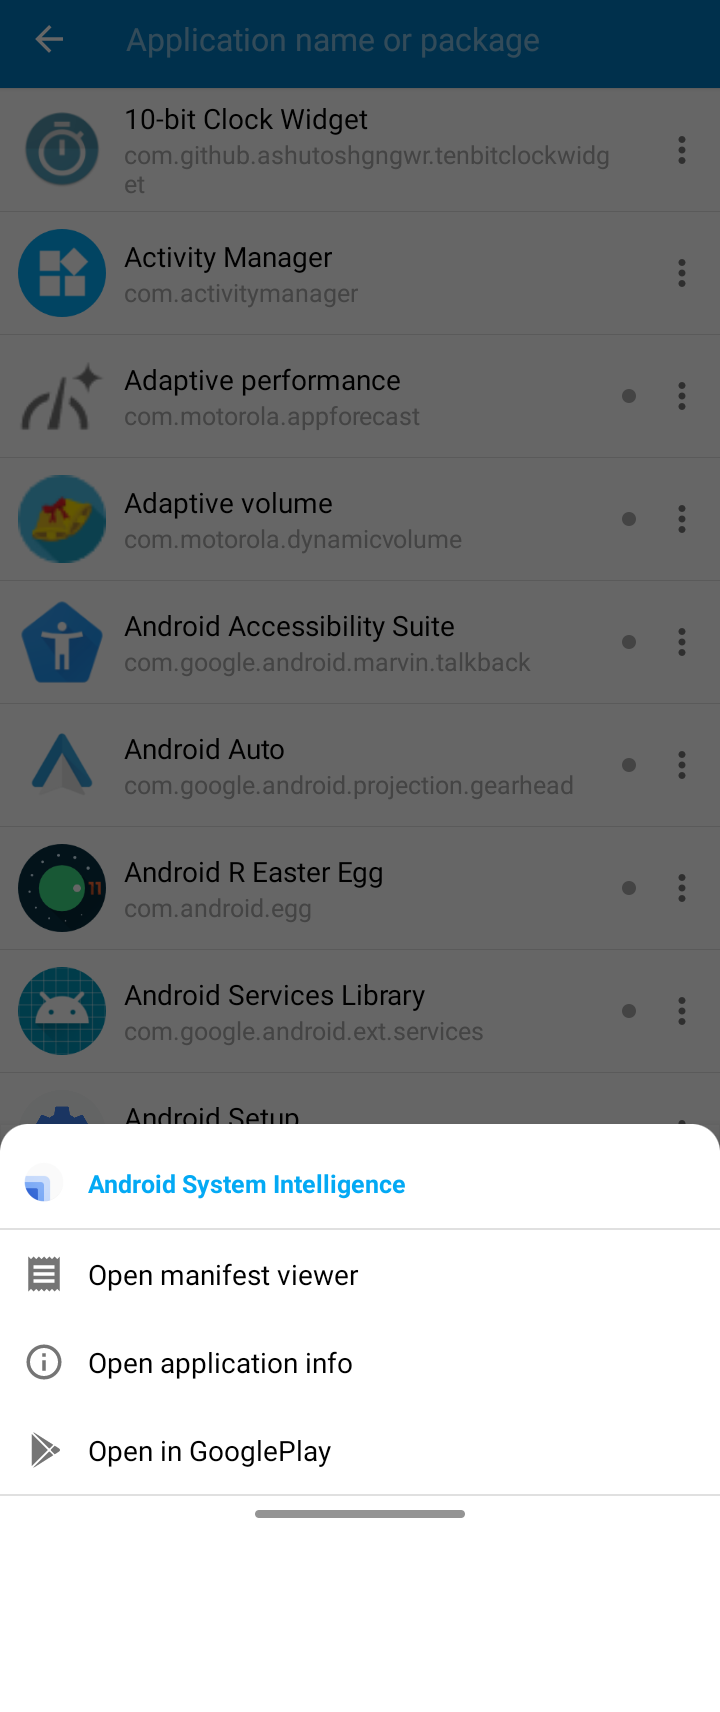 Application name or package
10-bit Clock Widget
com.github.ashutoshgngwr.tenbitclockwidg
et
Activity Manager
com.activitymanager
Adaptive performance
com.motorola.appforecast
Adaptive volume
com.motorola.dynamicvolume
Android Accessibility Suite
com.google.android.marvin.talkback
Android Auto
com.google.android.projection.gearhead
11
Android R Easter Egg
com.android.egg
Android Services Library
com.google.android.ext.services
Android Setup
Android System Intelligence
Open manifest viewer
Open application info
Open in GooglePlay